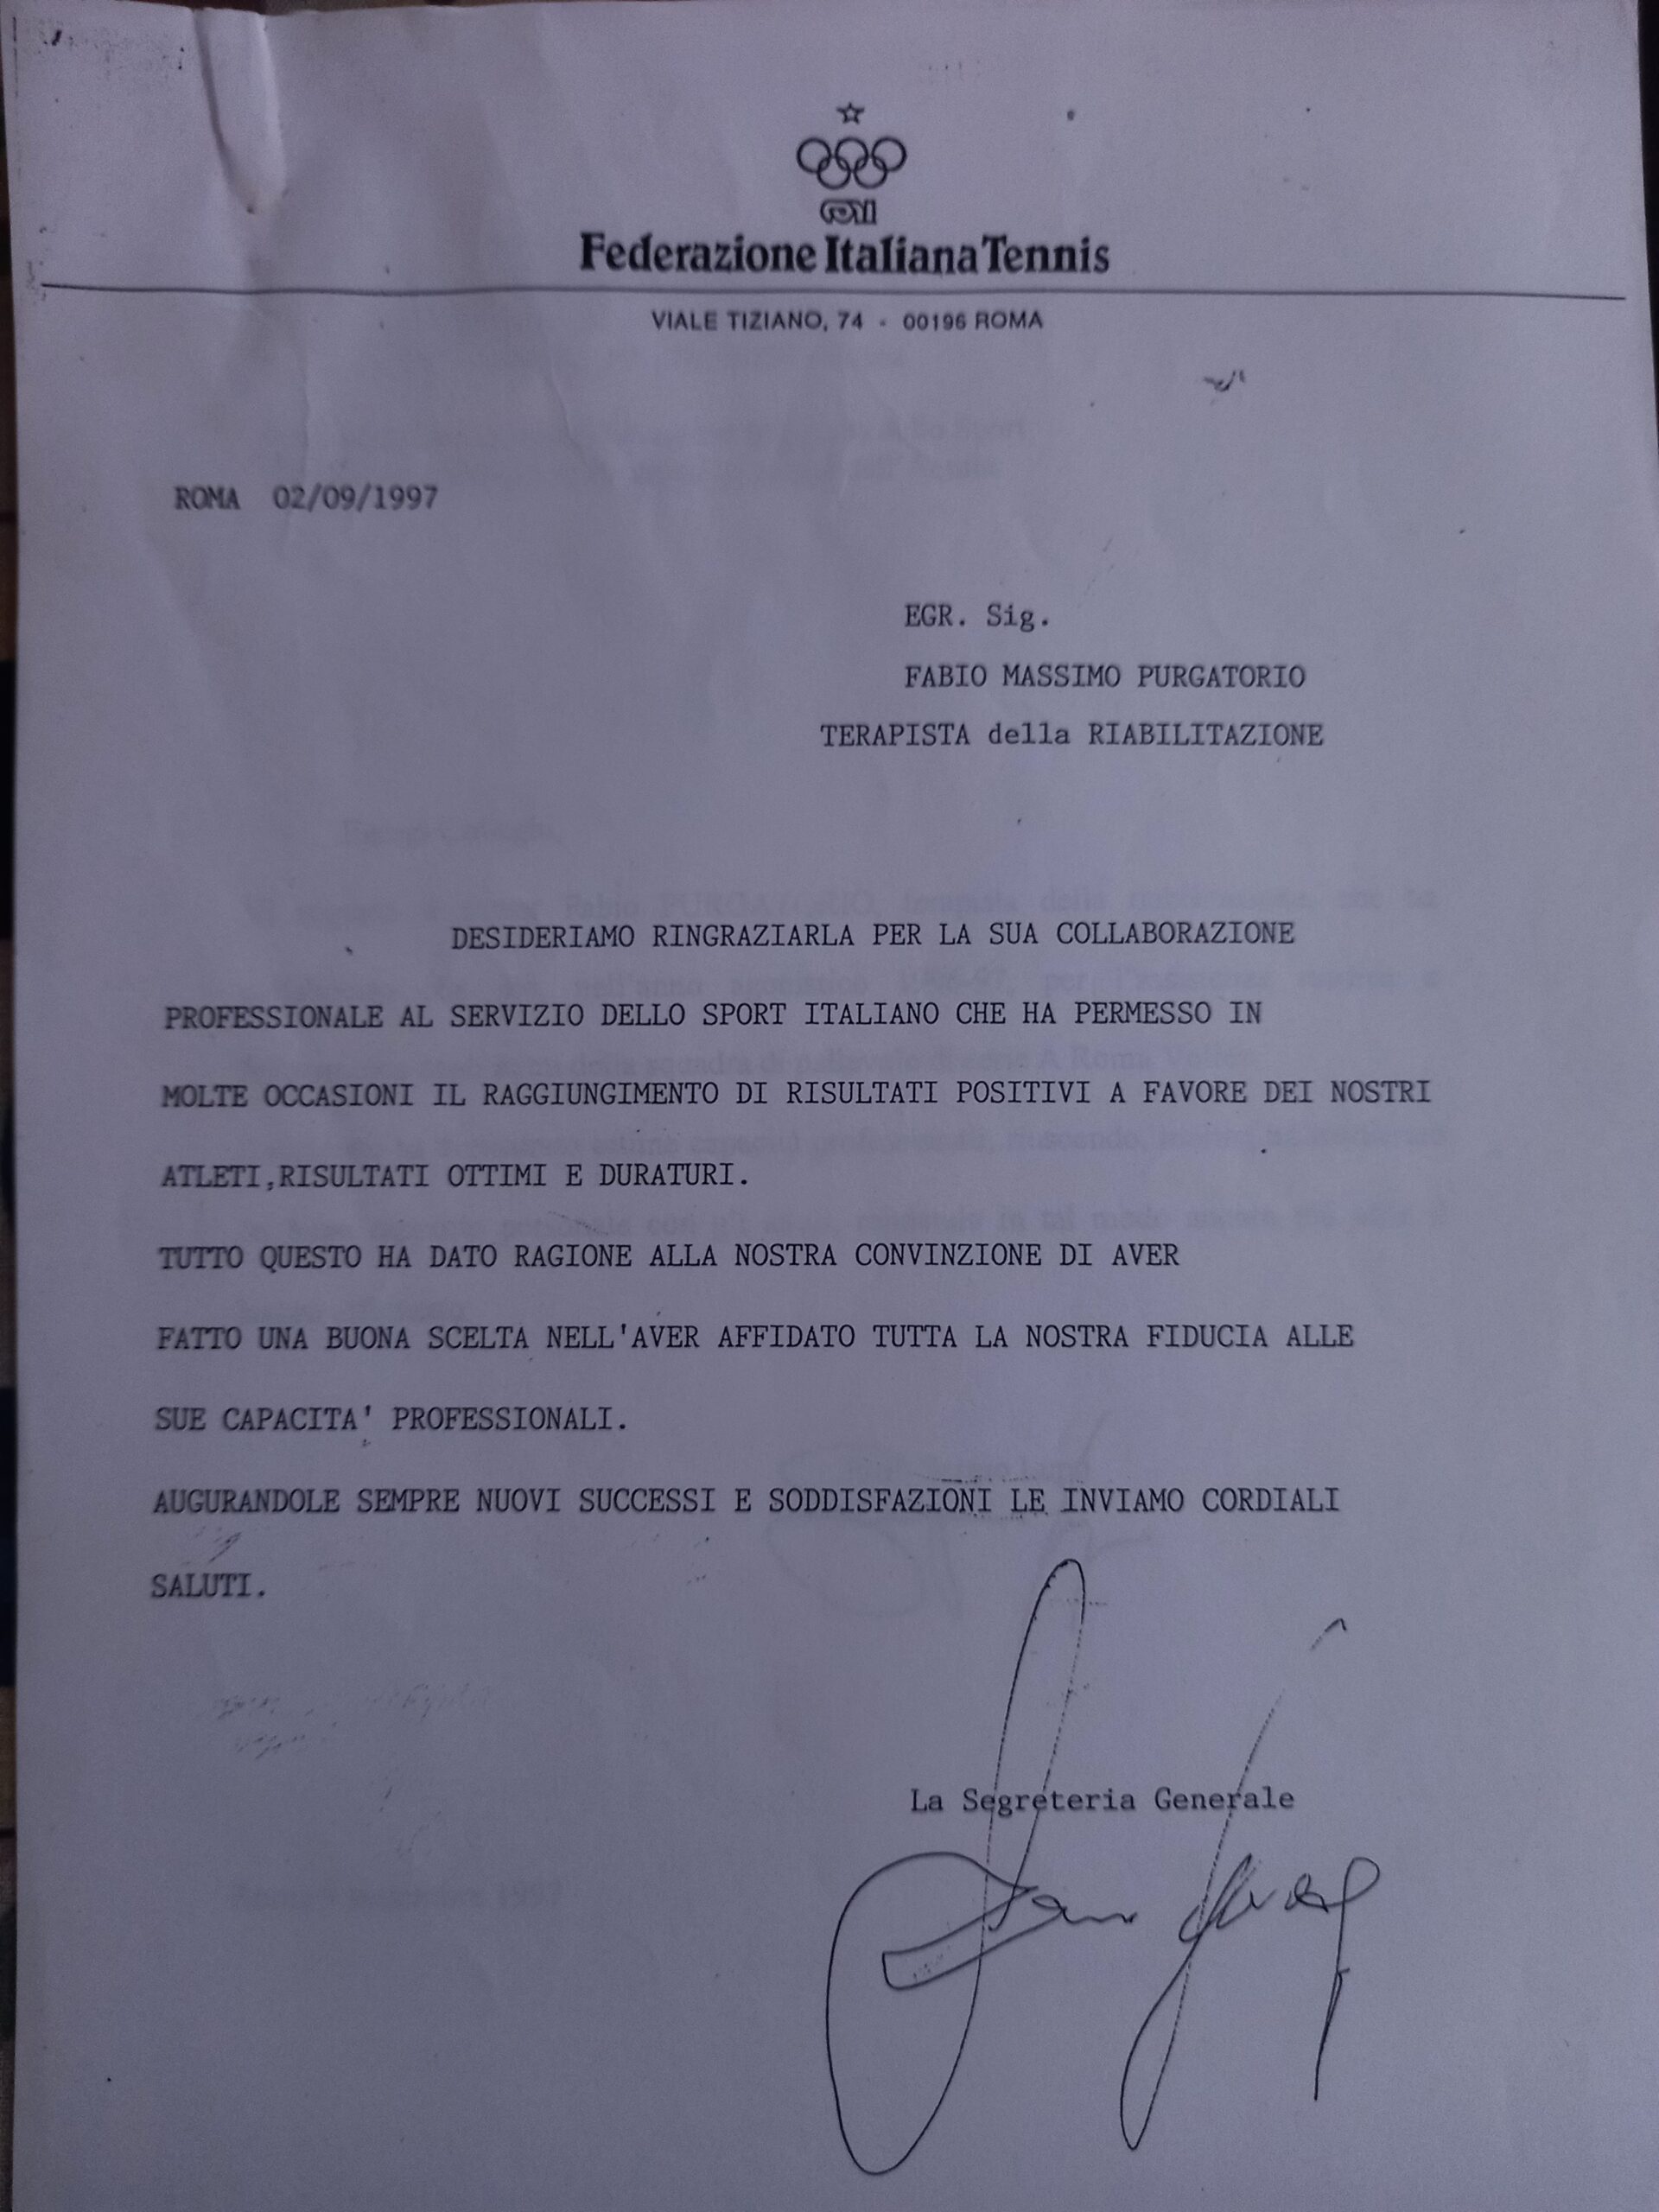 CONI
Federazione Italiana Tennis
VIALE TIZIANO, 74 - 00196 ROMA
ROMA 02/09/1997
EGR. Sig.
FABIO MASSIMO PURGATORIO
TERAPISTA della RIABILITAZIONE
DESIDERIAMO RINGRAZIARLA PER LA SUA COLLABORAZIONE
PROFESSIONALE AL SERVIZIO DELLO SPORT ITALIANO CHE HA PERMESSO IN
MOLTE OCCASIONI IL RAGGIUNGIMENTO DI RISULTATI POSITIVI A FAVORE DEI NOSTRI
ATLETI,RISULTATI OTTIMI E DURATURI.
TUTTO QUESTO HA DATO RAGIONE ALLA NOSTRA CONVINZIONE DI AVER
FATTO UNA BUONA SCELTA NELL'AVER AFFIDATO TUTTA LA NOSTRA FIDUCIA ALLE
SUE CAPACITA' PROFESSIONALI.
AUGURANDOLE SEMPRE NUOVI SUCCESSI E SODDISFAZIONI LE INVIAMO CORDIALI
SALUTI.
La Segreteria Generale